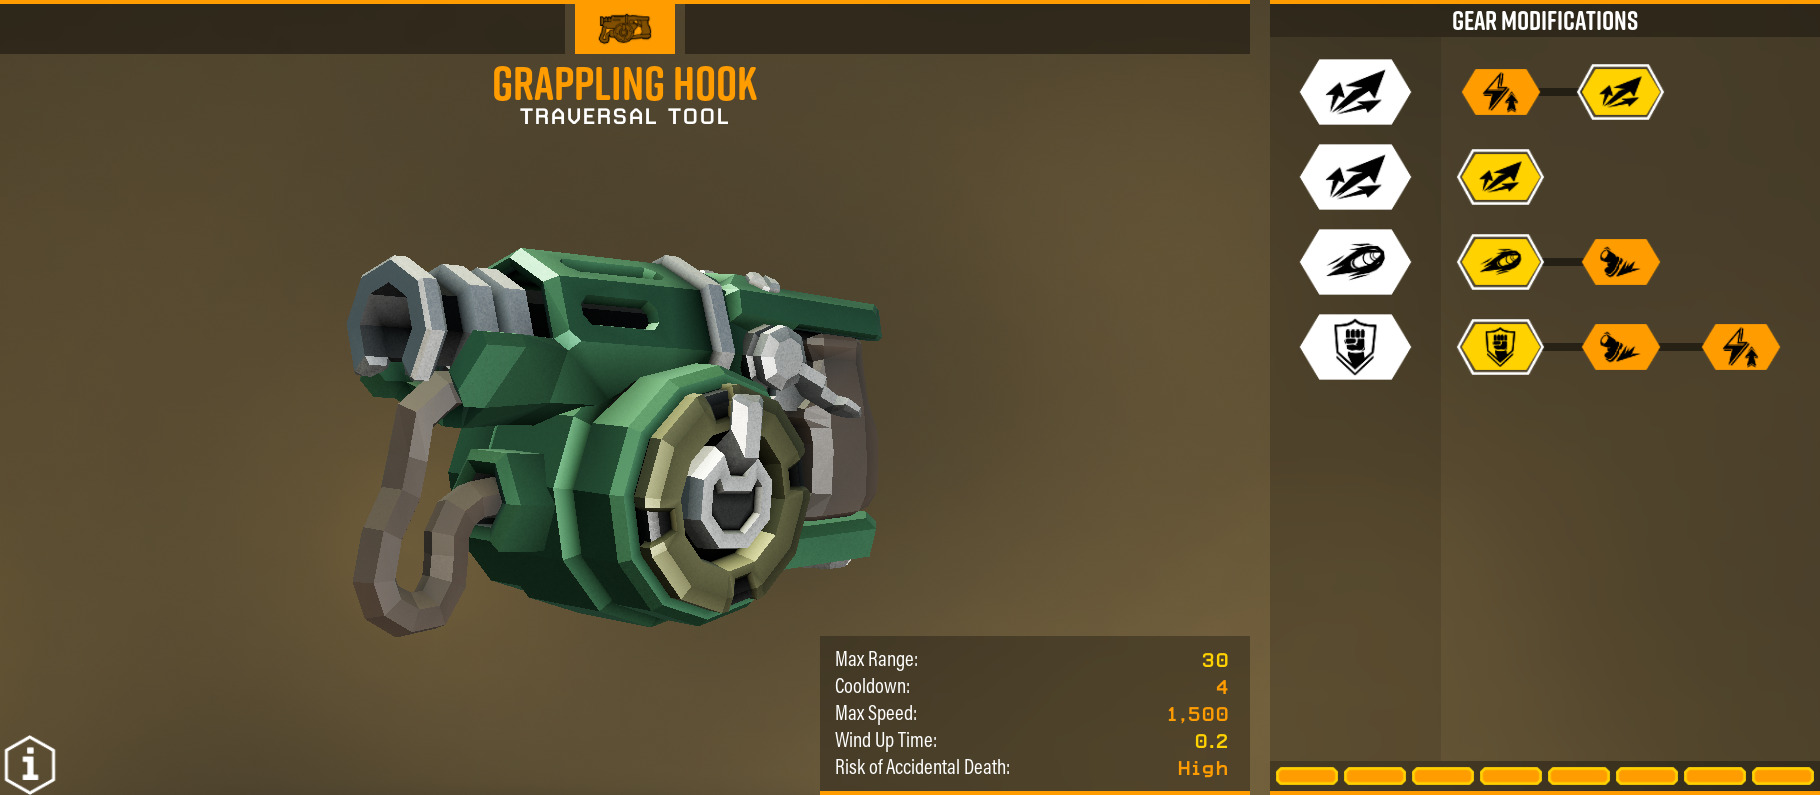 GRAPPLING HOOK
TRAVERSAL TOOL
Max Range: 30
Cooldown: 4
Max Speed: 1,500
Wind Up Time: 0.2
Risk of Accidental Death: High
GEAR MODIFICATIONS